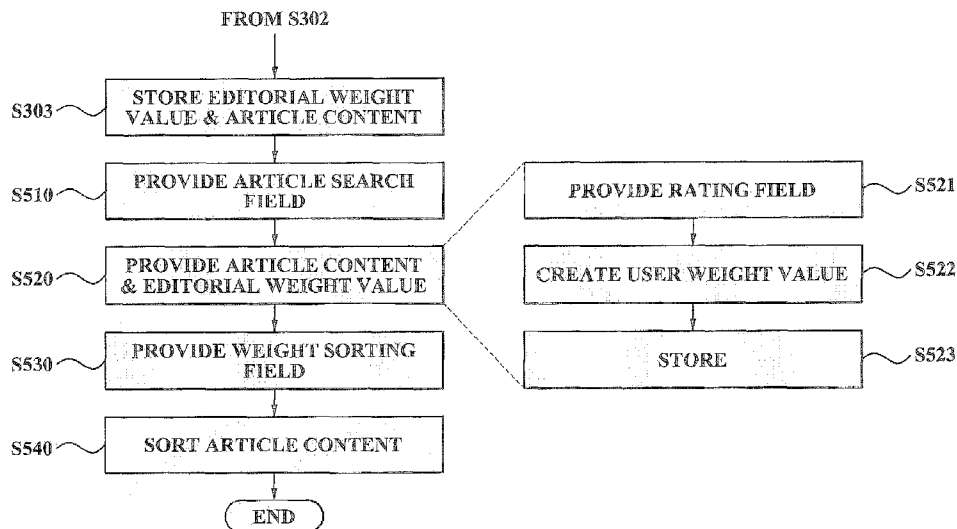 FROM S302
S303
STORE EDITORIAL WEIGHT
VALUE & ARTICLE CONTENT
S510
PROVIDE ARTICLE SEARCH
FIELD
S520
PROVIDE ARTICLE CONTENT
& EDITORIAL WEIGHT VALUE
S530
PROVIDE WEIGHT SORTING
FIELD
S540
SORT ARTICLE CONTENT
END
PROVIDE RATING FIELD
S521
CREATE USER WEIGHT VALUE
S522
STORE
S523